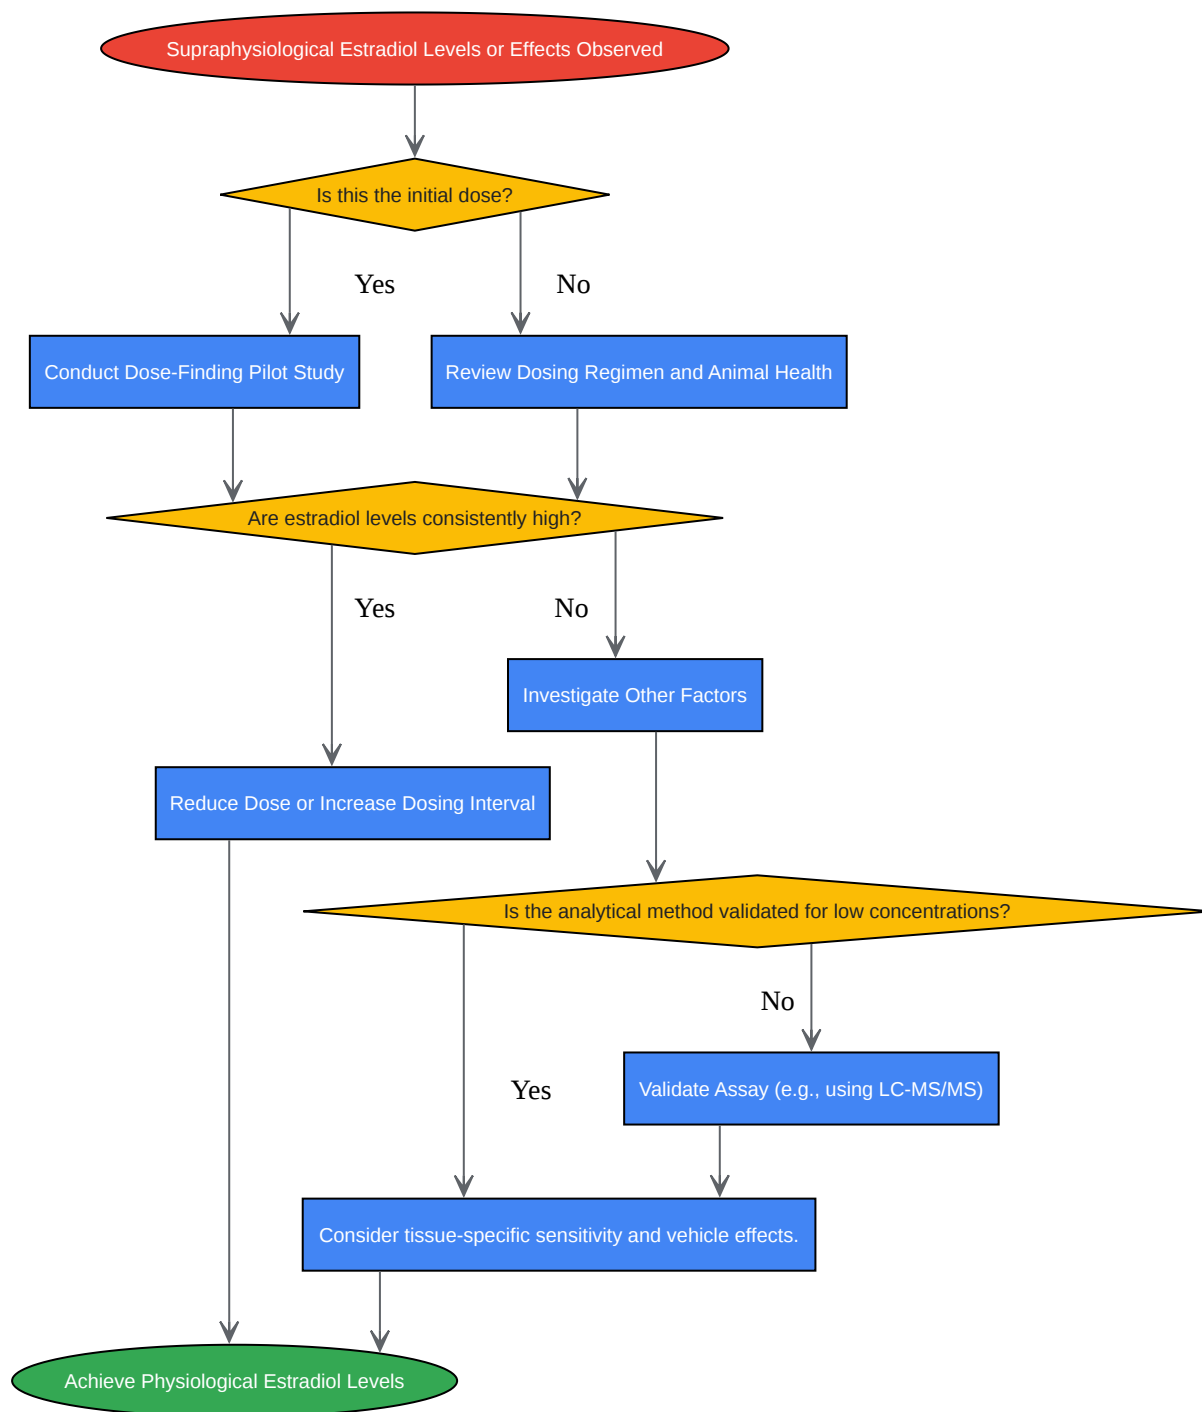 Supraphysiological Estradiol Levels or Effects Observed
Is this the initial dose?
Yes
No
Conduct Dose-Finding Pilot Study
Review Dosing Regimen and Animal Health
Are estradiol levels consistently high?
Yes
No
Investigate Other Factors
Reduce Dose or Increase Dosing Interval
Is the analytical method validated for low concentrations?
No
Yes
Validate Assay (e.g., using LC-MS/MS)
Consider tissue-specific sensitivity and vehicle effects.
Achieve Physiological Estradiol Levels